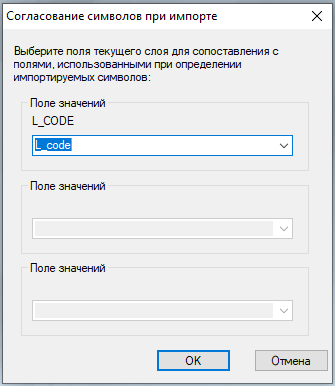 Согласование символов при импорте
Выберите поля текущего слоя для сопоставления с
полями, использованными при определении
импортируемых символов:
Поле значений
L_CODE
L_code
Поле значений
Поле значений
OK
Отмена